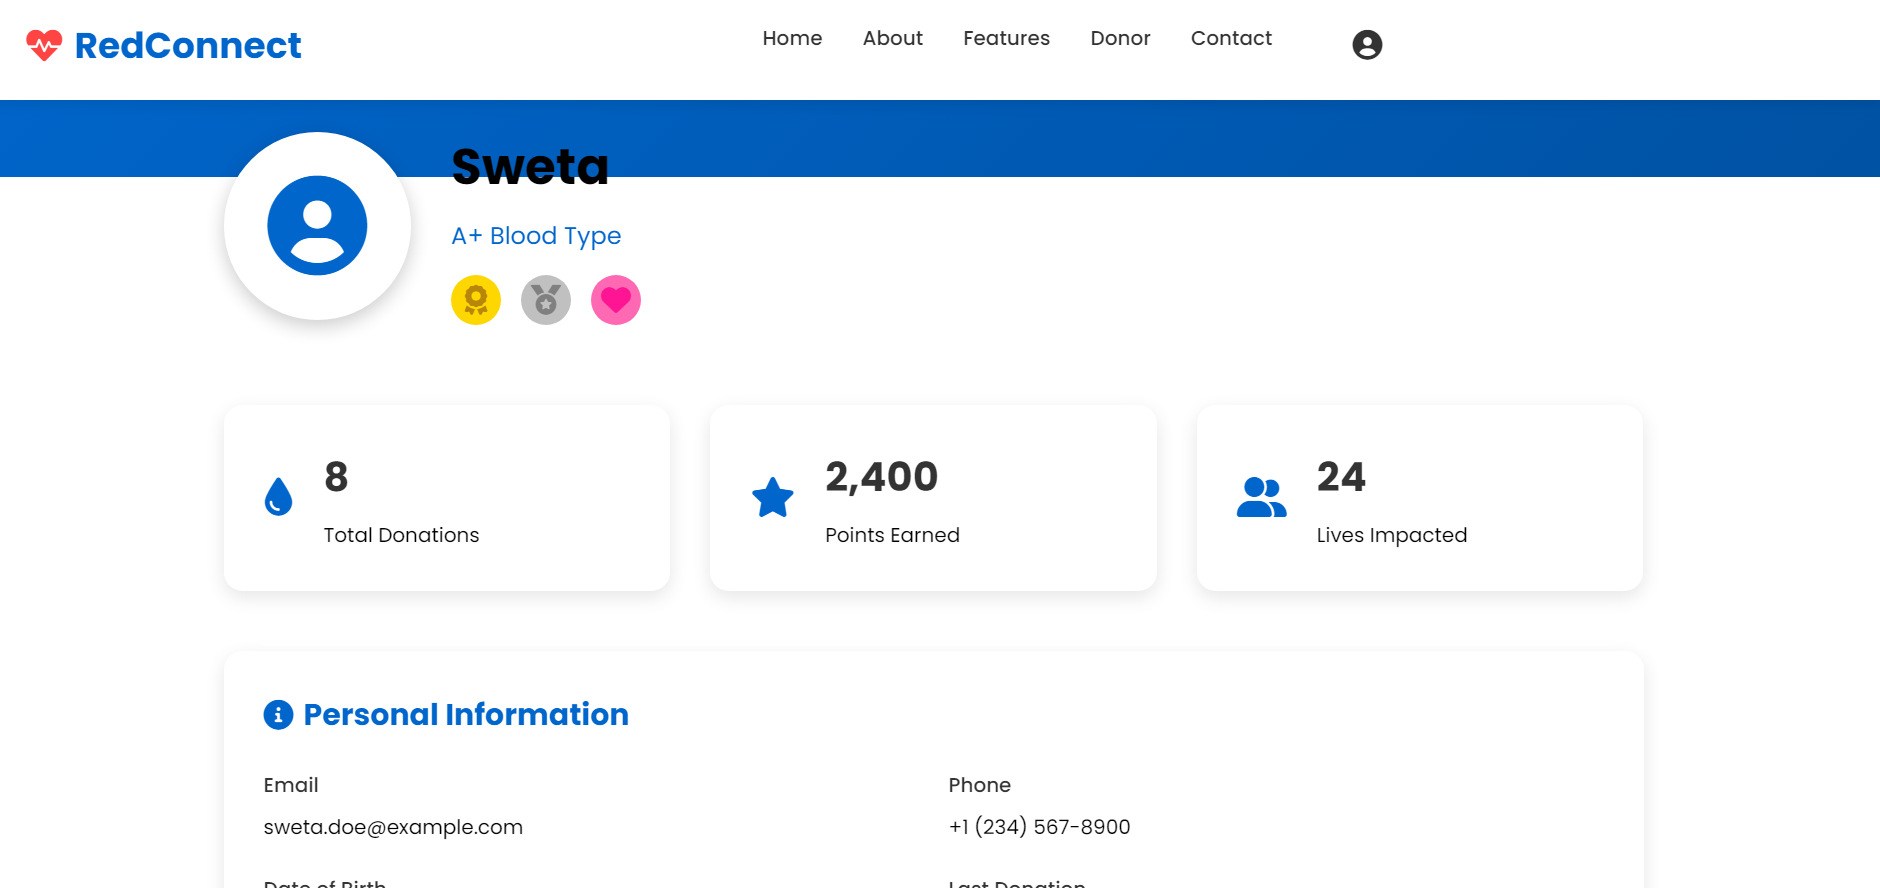 RedConnect
Home About Features Donor Contact
Sweta
A+ Blood Type
8
Total Donations
2,400
Points Earned
24
Lives Impacted
Personal Information
Email
Phone
sweta.doe@example.com
+1 (234) 567-8900
Date of Birth
Last Donation